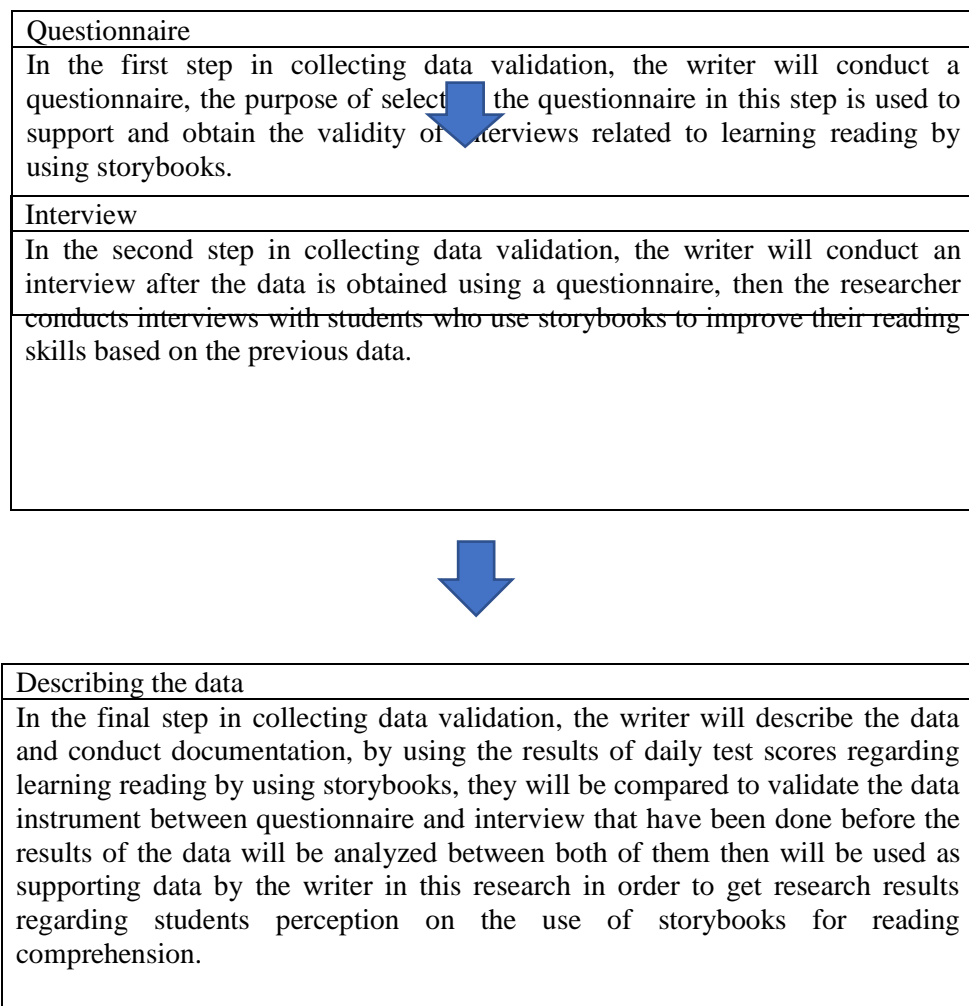 Questionnaire
In the first step in collecting data validation, the writer will conduct a
questionnaire, the purpose of selecting the questionnaire in this step is used to
support and obtain the validity of interviews related to learning reading by
using storybooks.
Interview
In the second step in collecting data validation, the writer will conduct an
interview after the data is obtained using a questionnaire, then the researcher
conducts interviews with students who use storybooks to improve their reading
skills based on the previous data.
Describing the data
In the final step in collecting data validation, the writer will describe the data
and conduct documentation, by using the results of daily test scores regarding
learning reading by using storybooks, they will be compared to validate the data
instrument between questionnaire and interview that have been done before the
results of the data will be analyzed between both of them then will be used as
supporting data by the writer in this research in order to get research results
regarding students perception on the use of storybooks for reading
comprehension.